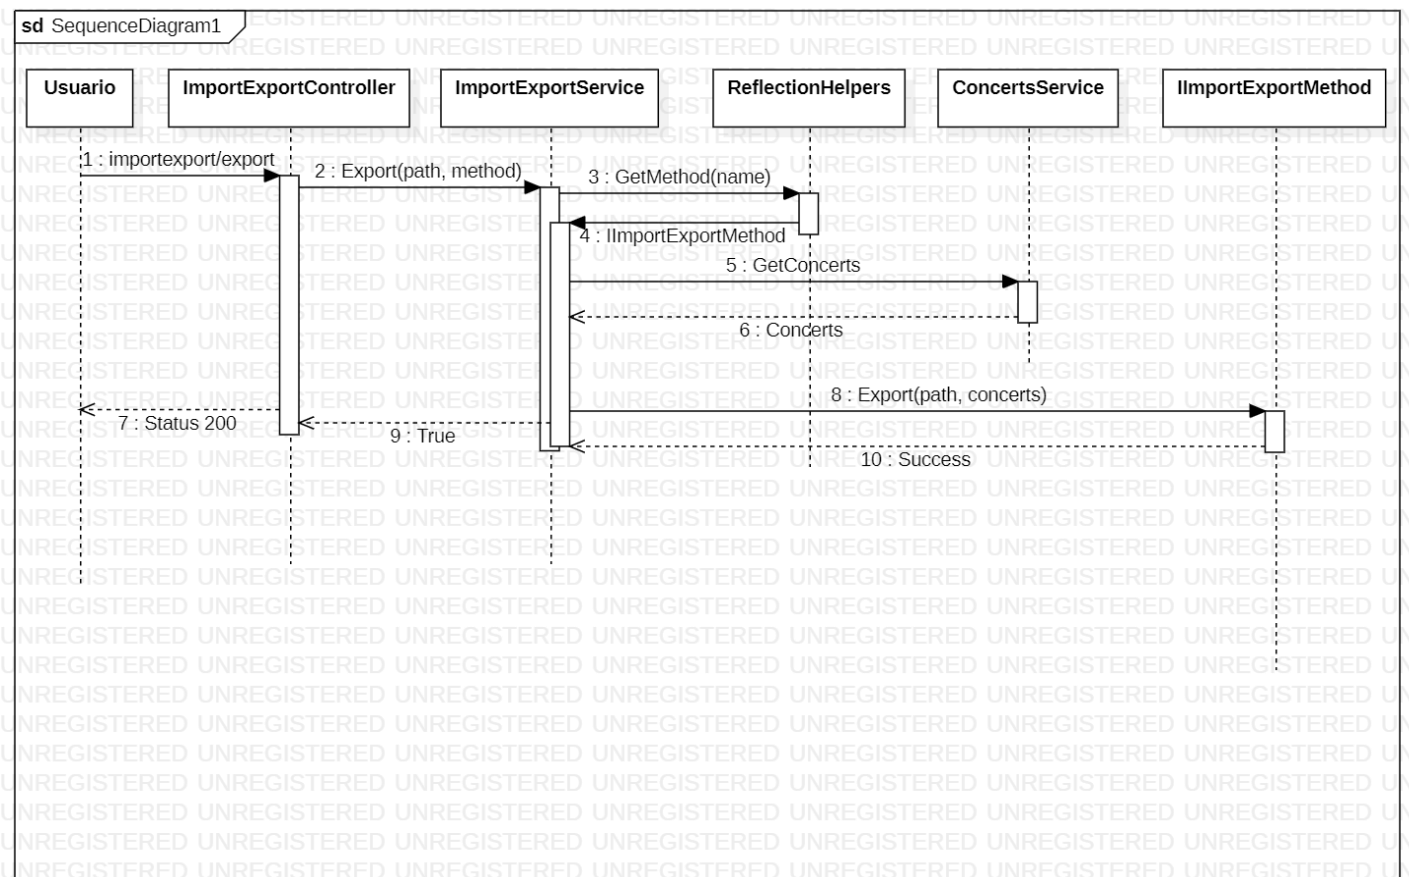 sd SequenceDiagram1
Usuario
ImportExportController
ImportExportService
ReflectionHelpers
ConcertsService
IImportExportMethod
1 : importexport/export
2 : Export(path, method)
3 : GetMethod(name)
4 : IImportExportMethod
5 : GetConcerts
6 : Concerts
8 : Export(path, concerts)
7 : Status 200
9 : True
10 : Success
UNREGISTERED